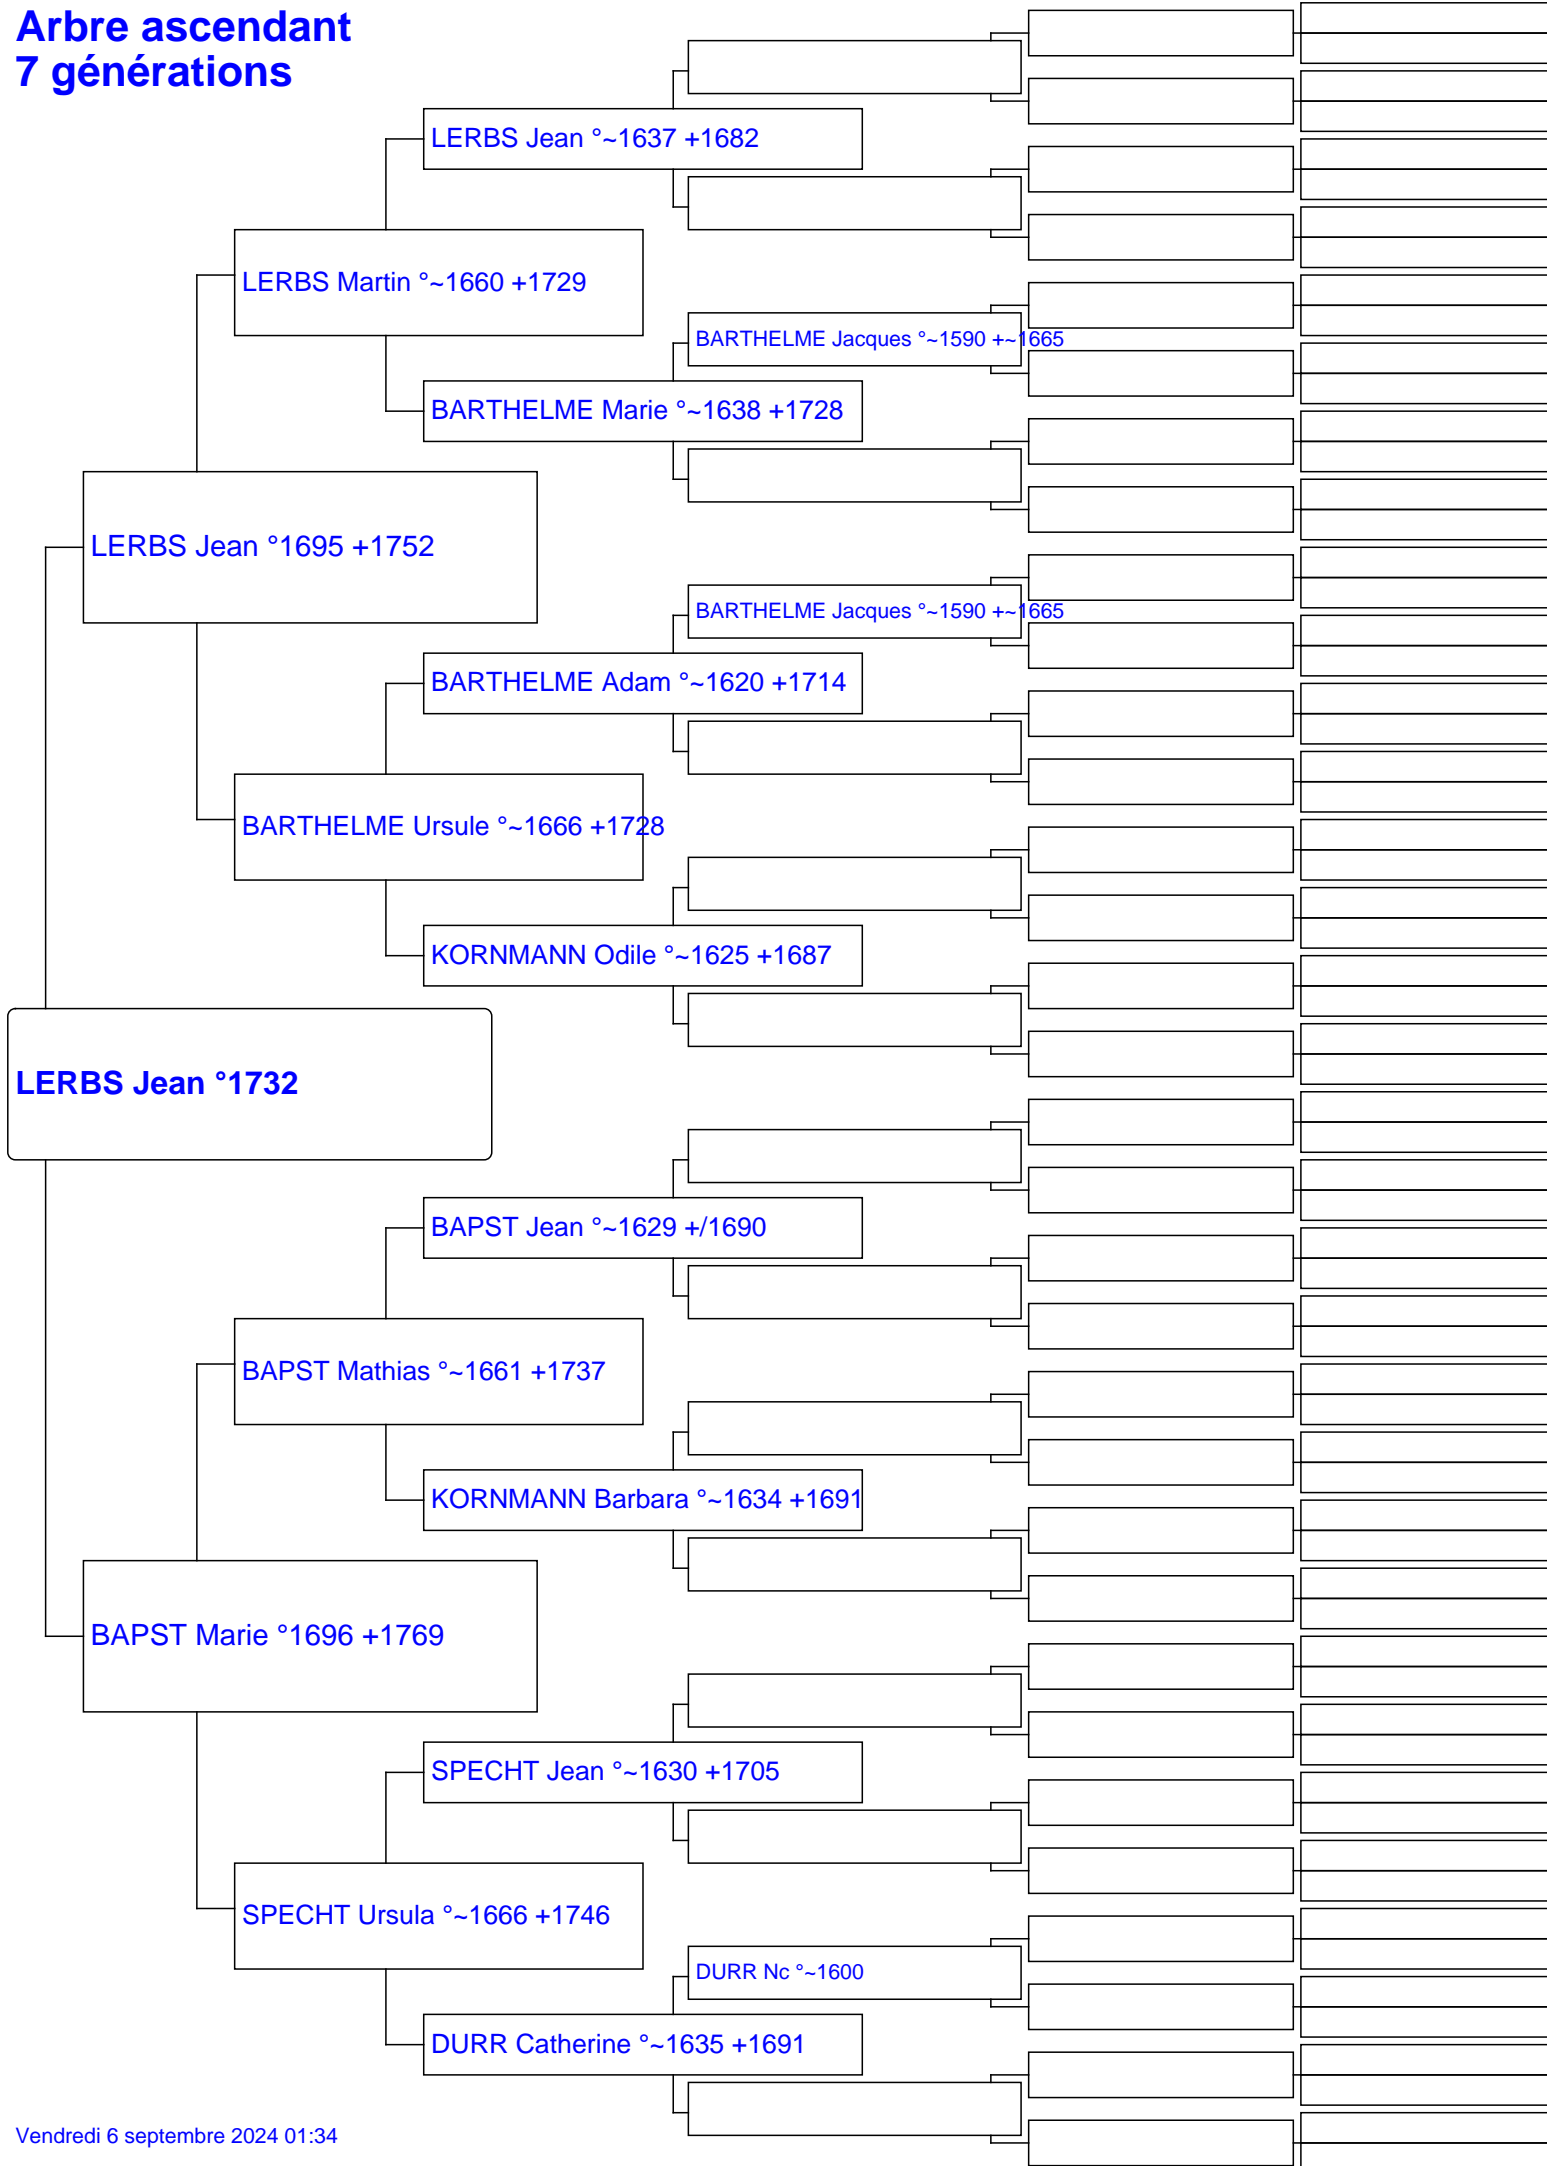 Arbre ascendant
7 générations
LERBS Jean °~1637 +1682
LERBS Martin °~1660 +1729
BARTHELME Jacques °~1590 +~1665
BARTHELME Marie °~1638 +1728
LERBS Jean °1695 +1752
BARTHELME Jacques °~1590 +~1665
BARTHELME Adam °~1620 +1714
BARTHELME Ursule °~1666 +1728
KORNMANN Odile °~1625 +1687
LERBS Jean °1732
BAPST Jean °~1629 +/1690
BAPST Mathias °~1661 +1737
KORNMANN Barbara °~1634 +1691
BAPST Marie °1696 +1769
SPECHT Jean °~1630 +1705
SPECHT Ursula °~1666 +1746
DURR Nc °~1600
DURR Catherine °~1635 +1691
Vendredi 6 septembre 2024 01:34